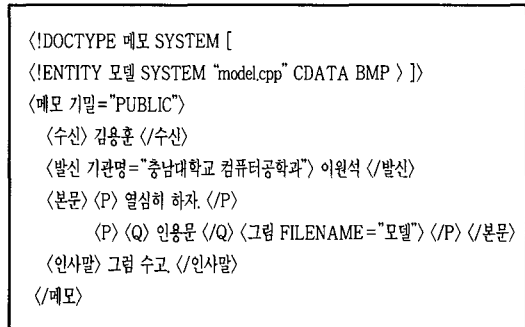 〈!DOCTYPE 메모 SYSTEM [
〈!ENTITY 모델 SYSTEM “model.cpp” CDATA BMP 〉 ]〉
〈메모 기밀=”PUBLIC”〉
〈수신〉 김용훈 〈/수신〉
〈발신 기관명=”충남대학교 컴퓨터공학과”〉 이원석 〈/발신〉
〈본문〉 〈P〉 열심히 하자. 〈/P〉
〈P〉 〈Q〉 인용문 〈/Q〉 〈그림 FILENAME=”모델”〉 〈/P〉 〈/본문〉
〈인사말〉 그럼 수고. 〈/인사말〉
〈/메모〉